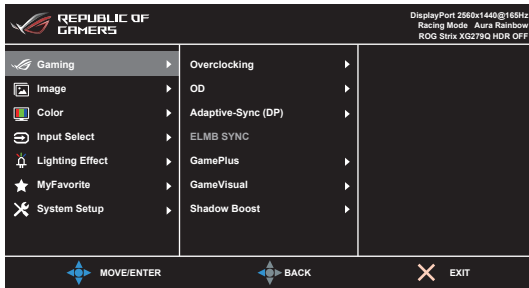 REPUBLIC OF
GAMERS
DisplayPort 2560x1440@165Hz
Racing Mode Aura Rainbow
ROG Strix XG279Q HDR OFF
Gaming
Image
Color
Input Select
Lighting Effect
MyFavorite
System Setup
Overclocking
OD
Adaptive-Sync (DP)
ELMB SYNC
GamePlus
GameVisual
Shadow Boost
MOVE/ENTER
BACK
EXIT